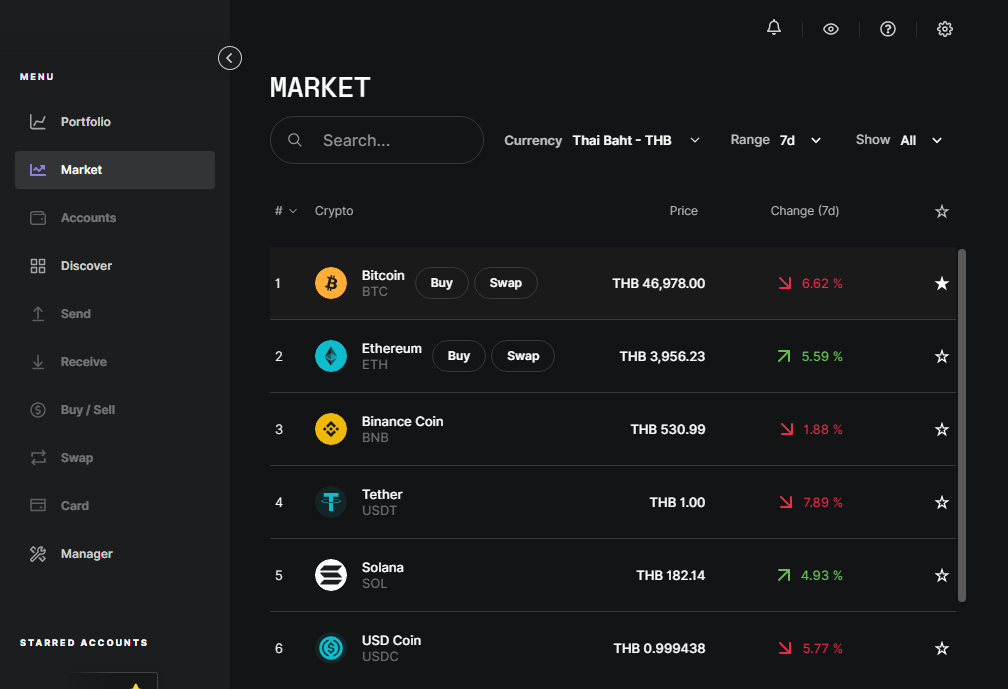 MENU
Portfolio
Market
Accounts
Discover
Send
Receive
Buy / Sell
Swap
Card
Manager
STARRED ACCOUNTS
MARKET
Search...
Currency Thai Baht - THB
Range 7d
Show All
# Crypto Price Change (7d)
1 Bitcoin BTC Buy Swap THB 46,978.00 6.62 %
2 Ethereum ETH Buy Swap THB 3,956.23 5.59 %
3 Binance Coin BNB THB 530.99 1.88 %
4 Tether USDT THB 1.00 7.89 %
5 Solana SOL THB 182.14 4.93 %
6 USD Coin USDC THB 0.999438 5.77 %